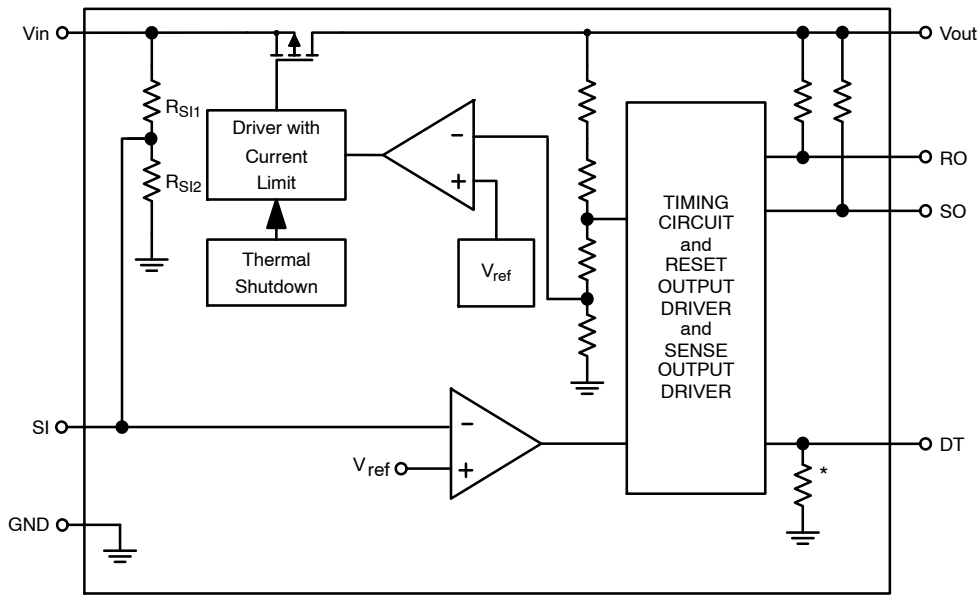 Vin
Vout
RSI1
RSI2
Driver with
Current
Limit
-
+
Thermal
Shutdown
Vref
TIMING
CIRCUIT
and
RESET
OUTPUT
DRIVER
and
SENSE
OUTPUT
DRIVER
RO
SO
SI
-
Vref
+
DT
*
GND